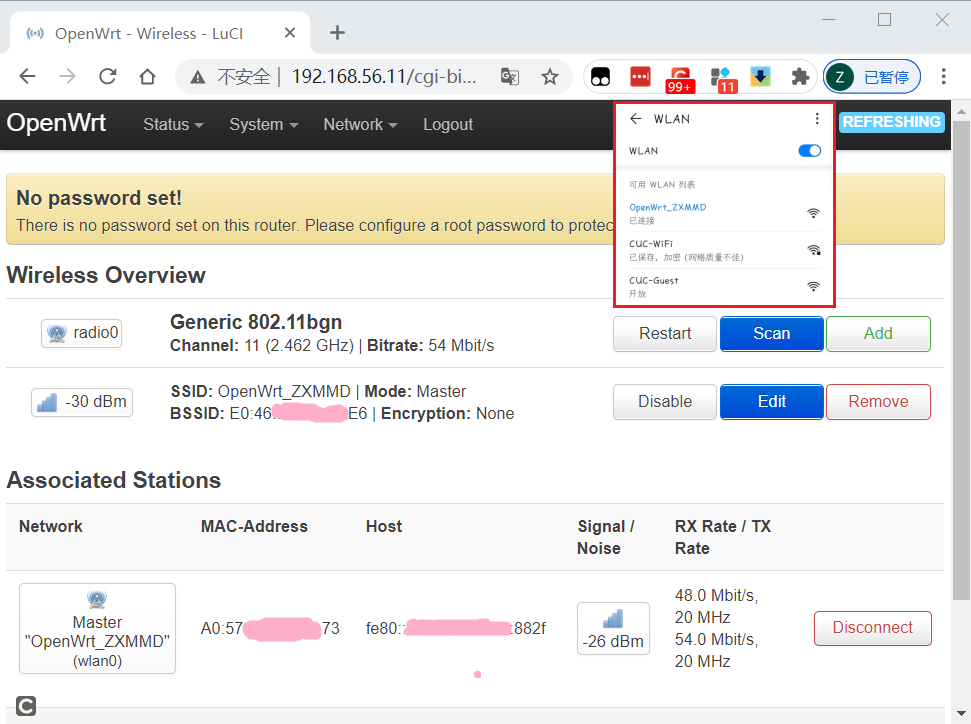 OpenWrt - Wireless - LuCI
不安全 | 192.168.56.11/cgi-bi...
99+
11
Z 已暂停
OpenWrt Status System Network Logout
REFRESHING
WLAN
WLAN
可用 WLAN 列表
OpenWrt_ZXMMD
已连接
CUC-WiFi
已保存，加密 (网络质量不佳)
CUC-Guest
开放
No password set!
There is no password set on this router. Please configure a root password to protec
Wireless Overview
radio0
Generic 802.11bgn
Channel: 11 (2.462 GHz) | Bitrate: 54 Mbit/s
Restart Scan Add
-30 dBm
SSID: OpenWrt_ZXMMD | Mode: Master
BSSID: E0:46: E6 | Encryption: None
Disable Edit Remove
Associated Stations
Network MAC-Address Host Signal / Noise RX Rate / TX Rate
Master
"OpenWrt_ZXMMD"
(wlan0)
A0:57 73
fe80:: :882f
-26 dBm
48.0 Mbit/s,
20 MHz
54.0 Mbit/s,
20 MHz
Disconnect